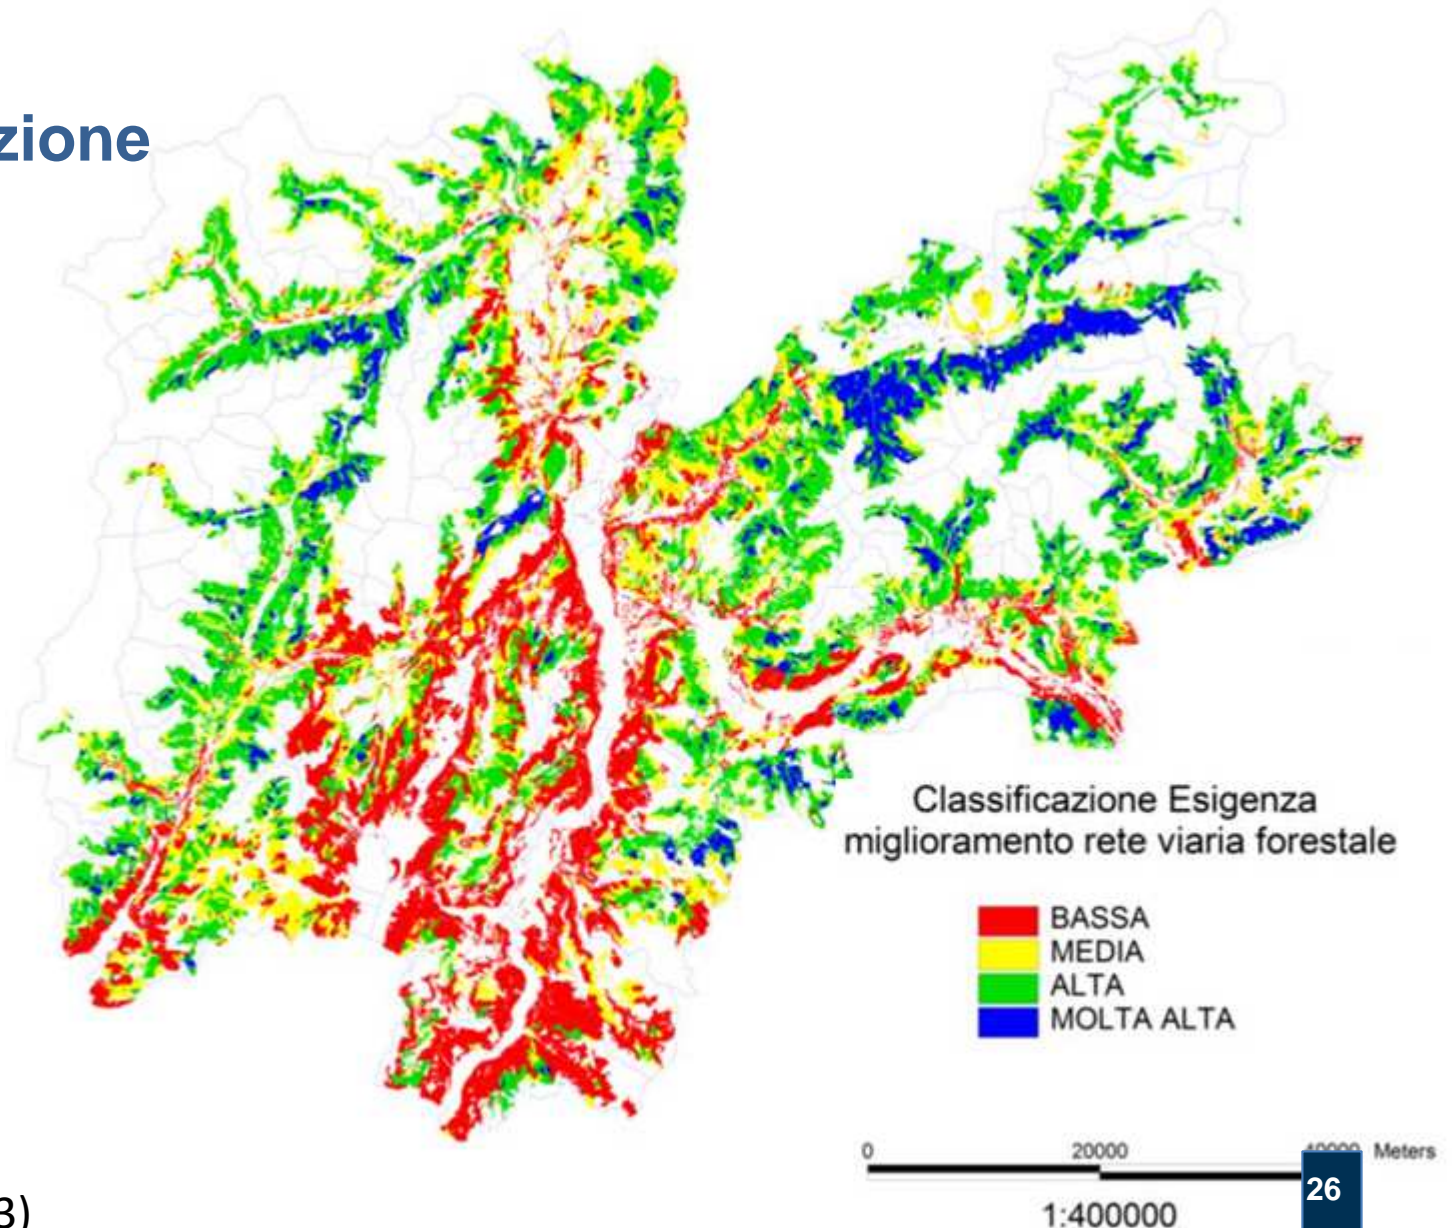 zione
Classificazione Esigenza
miglioramento rete viaria forestale
BASSA
MEDIA
ALTA
MOLTA ALTA
0 20000 40000 Meters
1:400000
26
3)